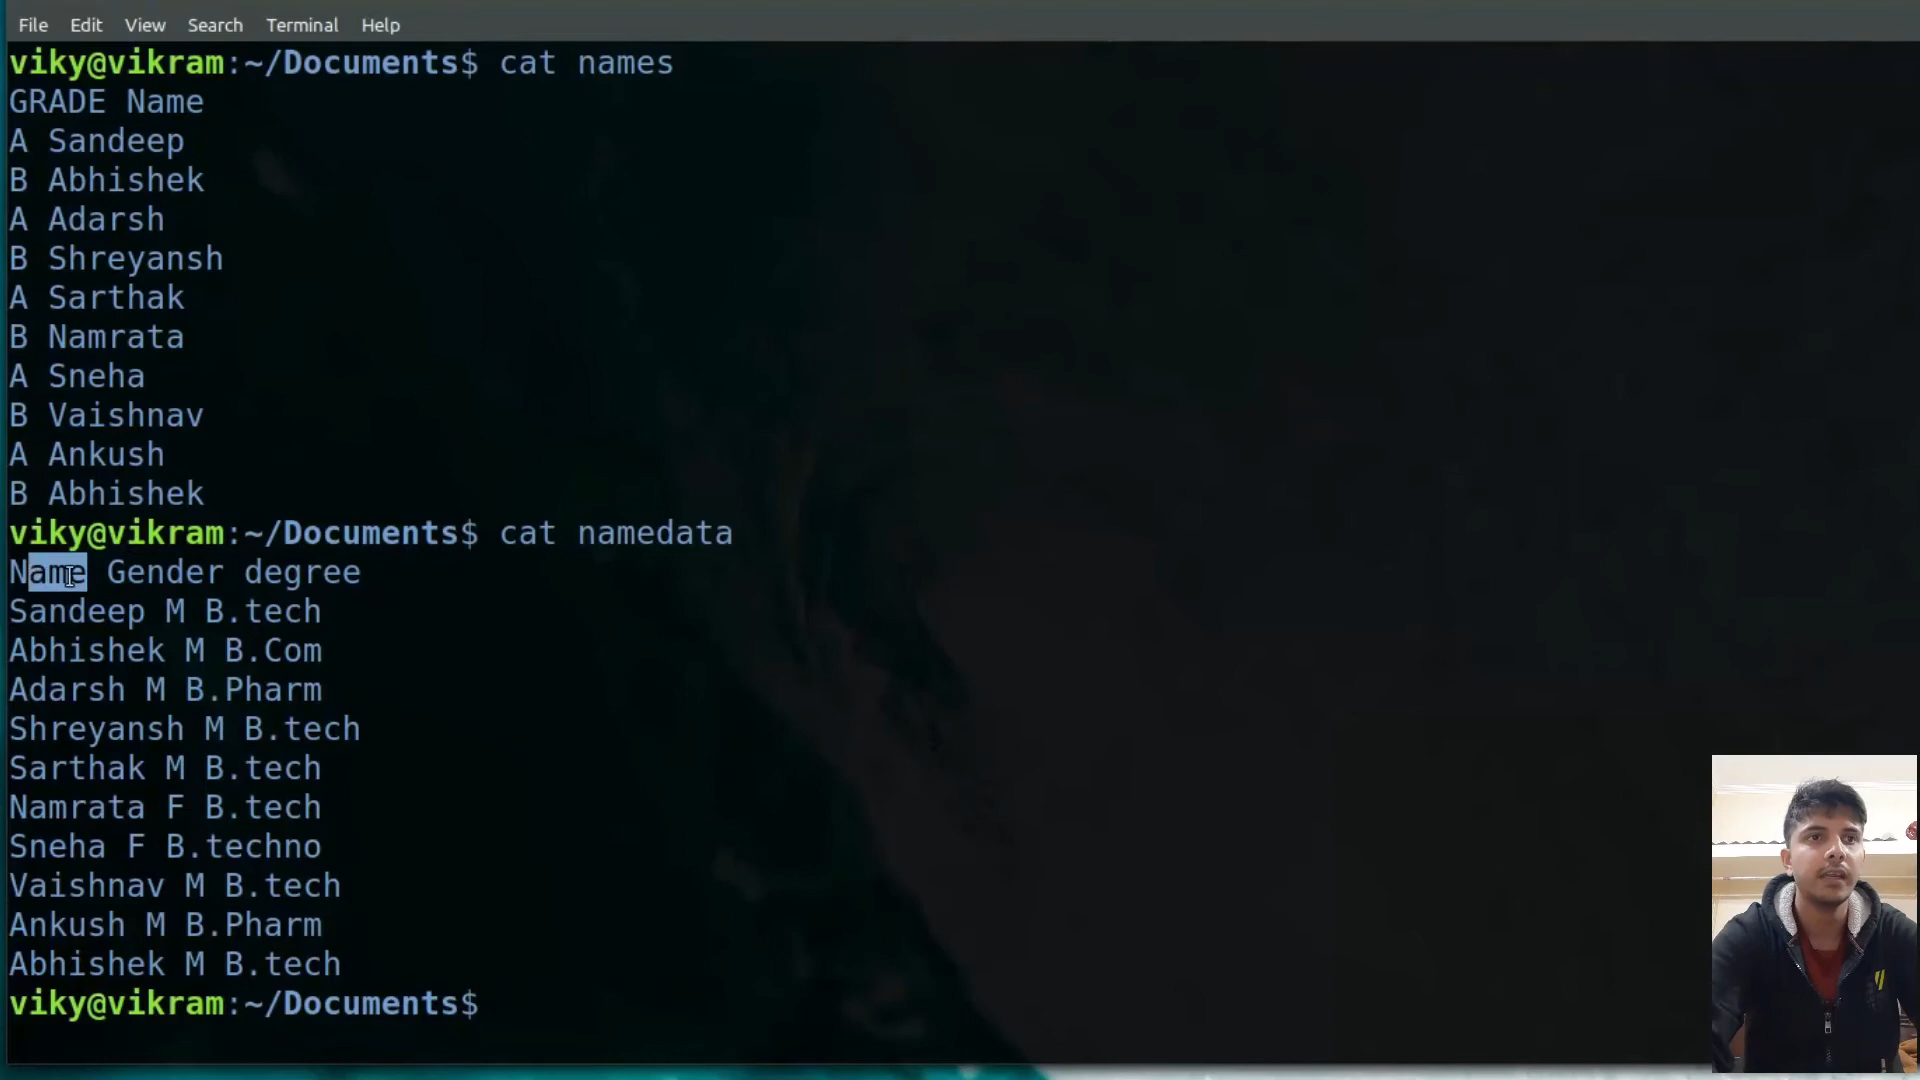 File Edit View Search Terminal Help
viky@vikram:~/Documents$ cat names
GRADE Name
A Sandeep
B Abhishek
A Adarsh
B Shreyansh
A Sarthak
B Namrata
A Sneha
B Vaishnav
A Ankush
B Abhishek
viky@vikram:~/Documents$ cat namedata
Name Gender degree
Sandeep M B.tech
Abhishek M B.Com
Adarsh M B.Pharm
Shreyansh M B.tech
Sarthak M B.tech
Namrata F B.tech
Sneha F B.techno
Vaishnav M B.tech
Ankush M B.Pharm
Abhishek M B.tech
viky@vikram:~/Documents$